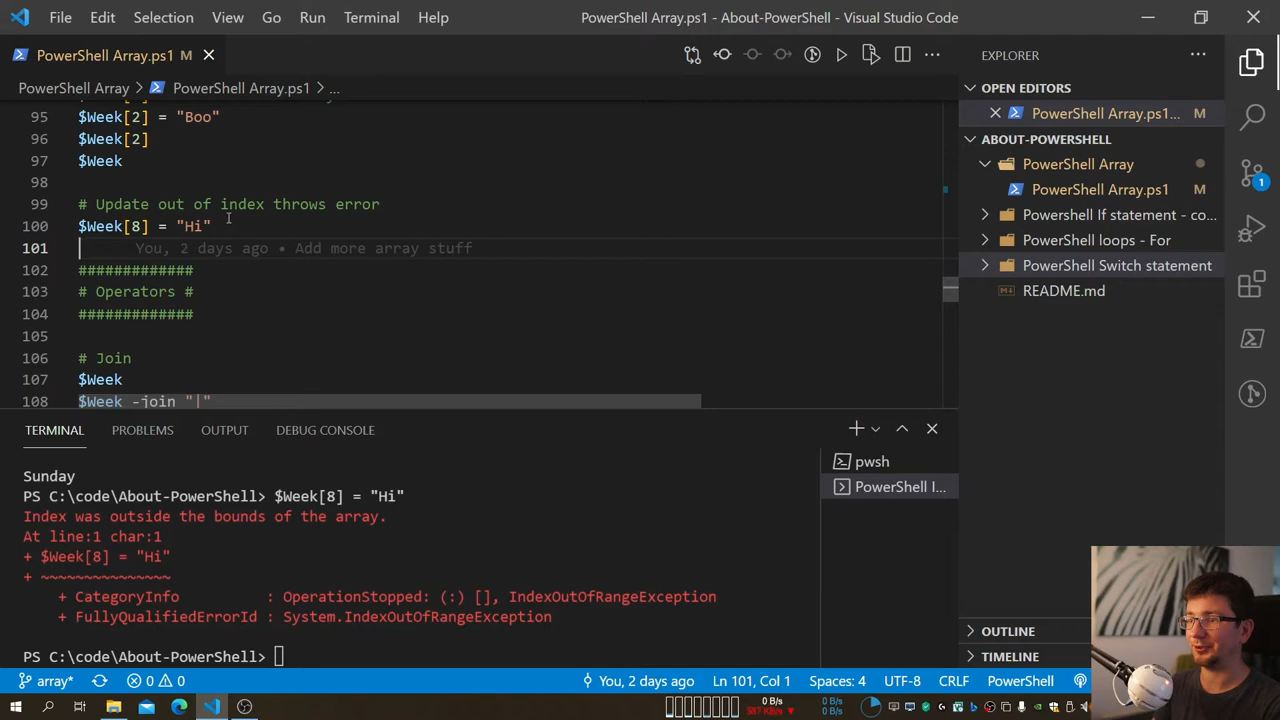 File Edit Selection View Go Run Terminal Help PowerShell Array.ps1 - About-PowerShell - Visual Studio Code
PowerShell Array.ps1 M
PowerShell Array > PowerShell Array.ps1 > ...
95 $Week[2] = "Boo"
96 $Week[2]
97 $Week
98
99 # Update out of index throws error
100 $Week[8] = "Hi"
101 You, 2 days ago • Add more array stuff
102 #############
103 # Operators #
104 #############
105
106 # Join
107 $Week
108 $Week -join "|"
EXPLORER
OPEN EDITORS
PowerShell Array.ps1... M
ABOUT-POWERSHELL
PowerShell Array
PowerShell Array.ps1 M
Powershell If statement - co...
PowerShell loops - For
PowerShell Switch statement
README.md
OUTLINE
TIMELINE
1
TERMINAL PROBLEMS OUTPUT DEBUG CONSOLE
pwsh
PowerShell I...
Sunday
PS C:\code\About-PowerShell> $Week[8] = "Hi"
Index was outside the bounds of the array.
At line:1 char:1
+ $Week[8] = "Hi"
+ ~~~~~~~~~~~~~~~
+ CategoryInfo : OperationStopped: (:) [], IndexOutOfRangeException
+ FullyQualifiedErrorId : System.IndexOutOfRangeException
PS C:\code\About-PowerShell>
array* 0 0 You, 2 days ago Ln 101, Col 1 Spaces: 4 UTF-8 CRLF PowerShell
0 B/s 0 B/s
0 B/s